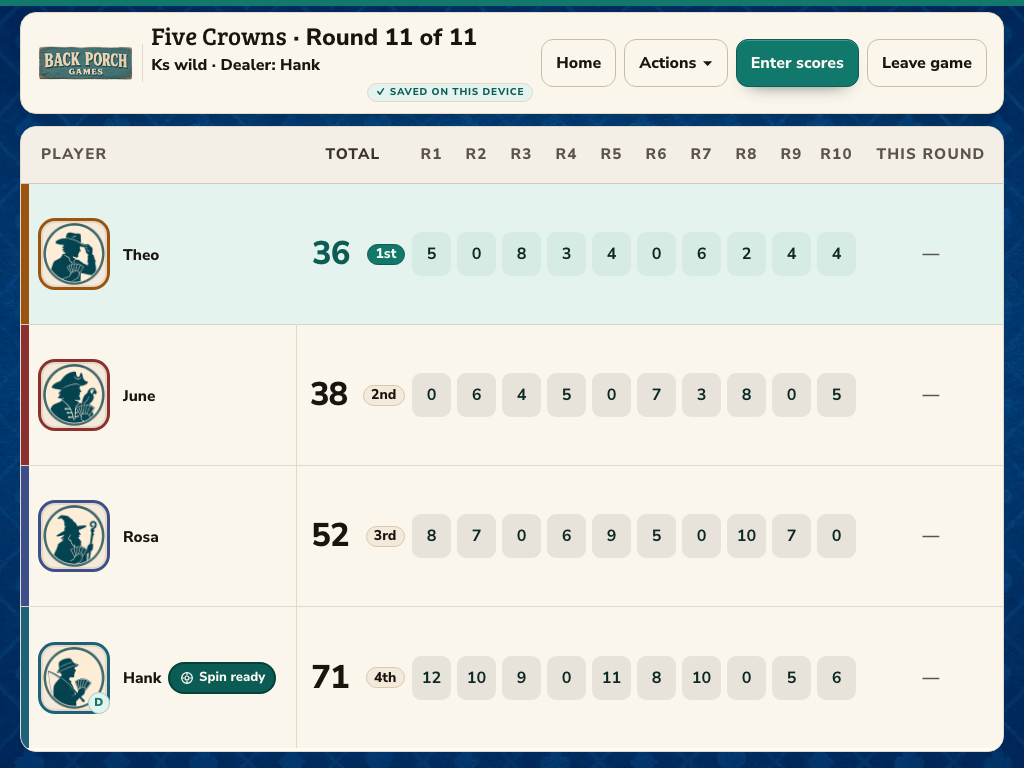 BACK PORCH
GAMES
Five Crowns · Round 11 of 11
Ks wild · Dealer: Hank
✓ SAVED ON THIS DEVICE
Home
Actions
Enter scores
Leave game
PLAYER TOTAL R1 R2 R3 R4 R5 R6 R7 R8 R9 R10 THIS ROUND
Theo 36 1st 5 0 8 3 4 0 6 2 4 4 —
June 38 2nd 0 6 4 5 0 7 3 8 0 5 —
Rosa 52 3rd 8 7 0 6 9 5 0 10 7 0 —
D Hank Spin ready 71 4th 12 10 9 0 11 8 10 0 5 6 —